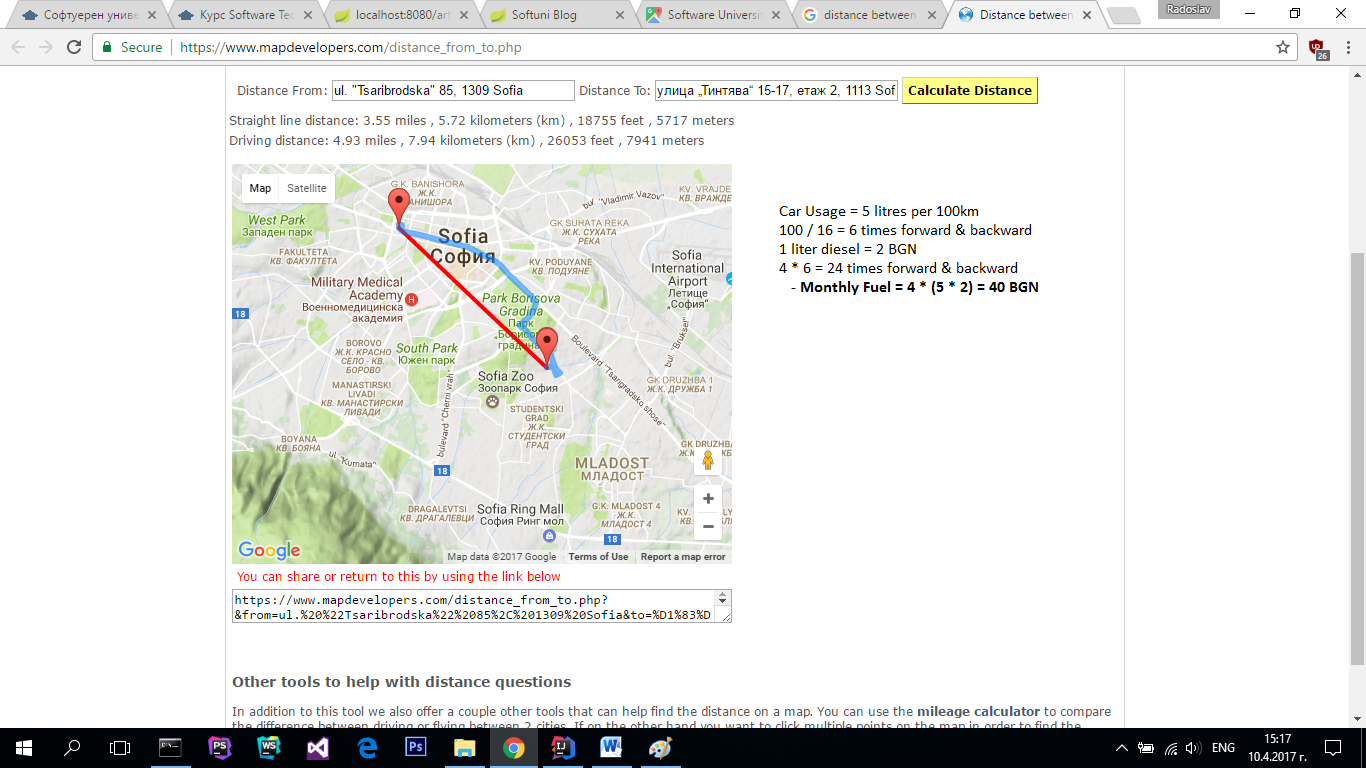 Софтуерен униве
Курс Software Tec
localhost:8080/art
Softuni Blog
Software Universit
distance between
Distance between
Radoslav
Secure
https://www.mapdevelopers.com/distance_from_to.php
26
Distance From: ul. "Tsaribrodska" 85, 1309 Sofia Distance To: улица „Тинтява“ 15-17, етаж 2, 1113 Sof Calculate Distance
Straight line distance: 3.55 miles , 5.72 kilometers (km) , 18755 feet , 5717 meters
Driving distance: 4.93 miles , 7.94 kilometers (km) , 26053 feet , 7941 meters
Map Satellite
G.K. BANISHORA
Ж.К.
KV. VRAJDE
КВ. ВРАЖДЕ
bul. "Vladimir Vazov"
West Park
Западен парк
GK SUHATA REKA
Ж.К. СУХАТА
РЕКА
Sofia
София
FAKULTETA
КВ. ФАКУЛТЕТА
KV. PODUYANE
КВ. ПОДУЯНЕ
Sofia
International
Airport
Летище
„София“
Military Medical
Academy
Военномедицинска
академия
H
Park Borisova
Gradina
Парк
18
BOROVO
Ж.К. КРАСНО
СЕЛО - КВ.
БОРОВО
South Park
Южен парк
bul. "Bruksel"
Boulevard "Tsarigradsko shose"
MANASTIRSKI
LIVADI
КВ. МАНАСТИРСКИ
ЛИВАДИ
Sofia Zoo
Зоопарк София
GK DRUZHBA 1
Ж.К. ДРУЖБА 1
bulevard "Cherni vrah"
STUDENTSKI
GRAD
Ж.К.
СТУДЕНТСКИ
ГРАД
BOYANA
КВ. БОЯНА
ul. "Kumata"
GK DRUZHB
18
MLADOST
МЛАДОСТ
DRAGALEVTSI
КВ. ДРАГАЛЕВЦИ
Sofia Ring Mall
София Ринг мол
G.K. MLADOST 4
Ж.К.
МЛАДОСТ 4
18
+
−
Google
Map data ©2017 Google Terms of Use Report a map error
Car Usage = 5 litres per 100km
100 / 16 = 6 times forward & backward
1 liter diesel = 2 BGN
4 * 6 = 24 times forward & backward
- Monthly Fuel = 4 * (5 * 2) = 40 BGN
You can share or return to this by using the link below
https://www.mapdevelopers.com/distance_from_to.php?
&from=ul.%20%22Tsaribrodska%22%2085%2C%201309%20Sofia&to=%D1%83%D
Other tools to help with distance questions
In addition to this tool we also offer a couple other tools that can help find the distance on a map. You can use the mileage calculator to compare
the difference between driving or flying between 2 cities. If on the other hand you want to click multiple points on the map in order to find the
ENG
15:17
10.4.2017 г.